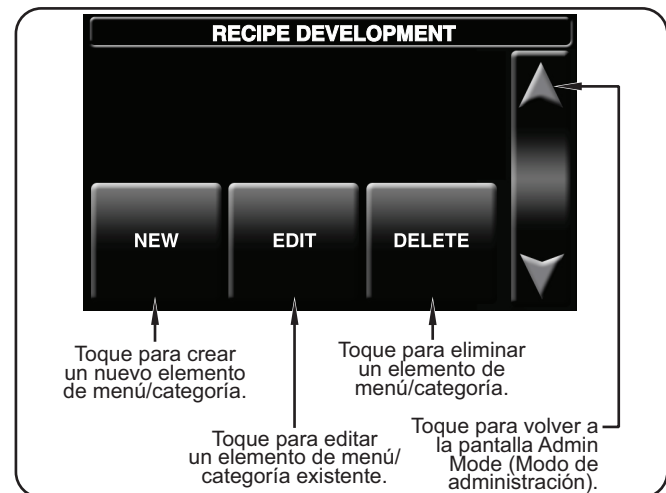 RECIPE DEVELOPMENT
NEW
EDIT
DELETE
Toque para crear
un nuevo elemento
de menú/categoría.
Toque para editar
un elemento de menú/
categoría existente.
Toque para eliminar
un elemento de
menú/categoría.
Toque para volver a
la pantalla Admin
Mode (Modo de
administración).